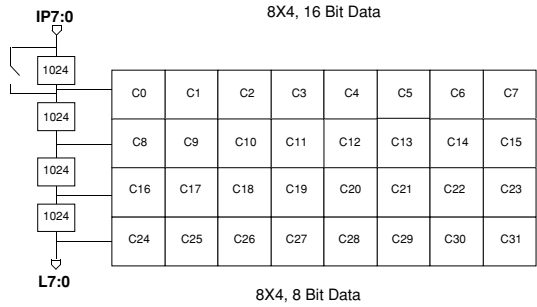 8X4, 16 Bit Data
IP7:0
1024
C0 C1 C2 C3 C4 C5 C6 C7
1024
C8 C9 C10 C11 C12 C13 C14 C15
1024
C16 C17 C18 C19 C20 C21 C22 C23
1024
C24 C25 C26 C27 C28 C29 C30 C31
L7:0
8X4, 8 Bit Data